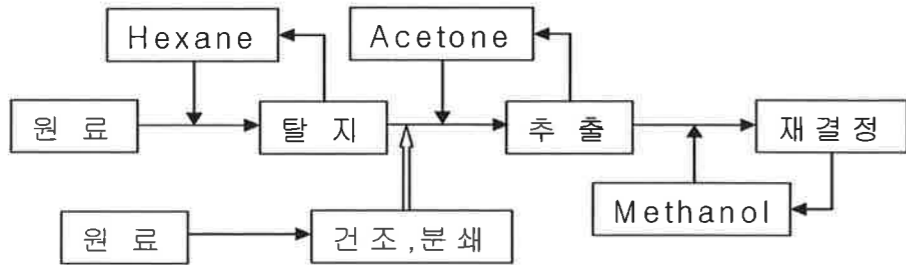 Hexane
Acetone
원 료
탈 지
추 출
재결정
Methanol
원 료
건조,분쇄